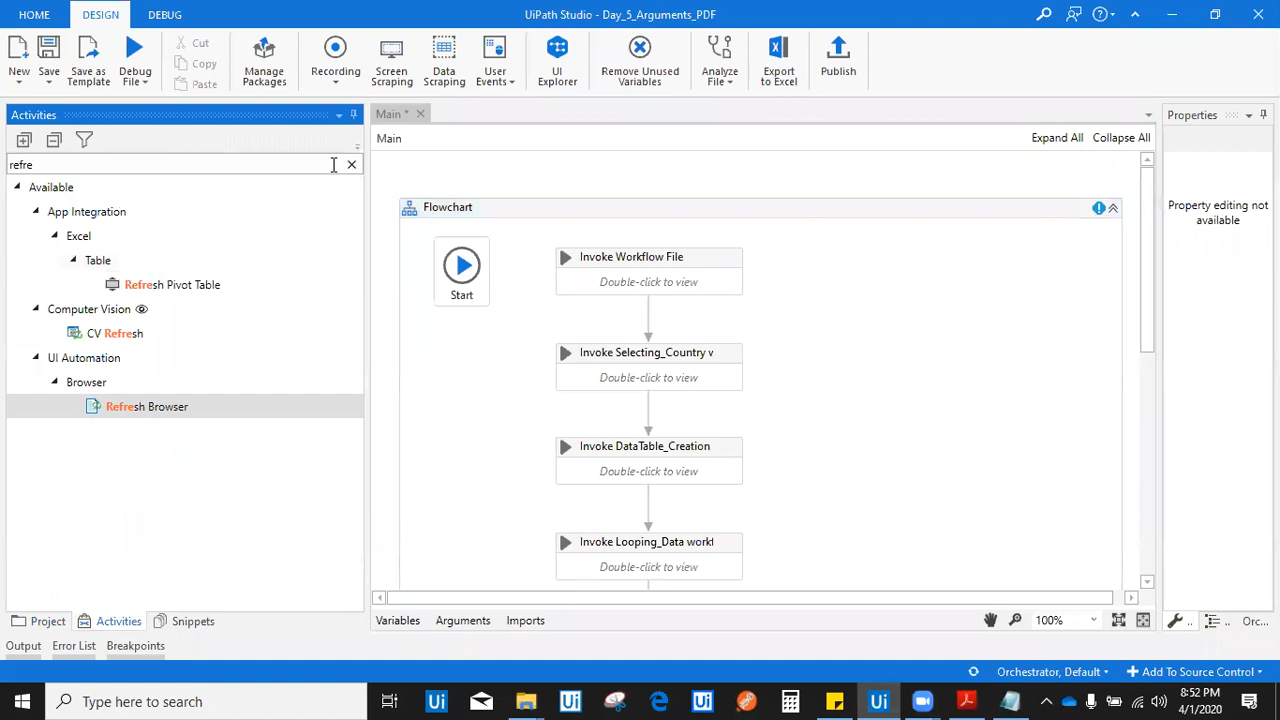 HOME
DESIGN
DEBUG
UiPath Studio - Day_5_Arguments_PDF
New
Save
Save as Template
Debug File
Cut
Copy
Paste
Manage Packages
Recording
Screen Scraping
Data Scraping
User Events
UI Explorer
Remove Unused Variables
Analyze File
Export to Excel
Publish
Activities
refre
Available
App Integration
Excel
Table
Refresh Pivot Table
Computer Vision
CV Refresh
UI Automation
Browser
Refresh Browser
Project
Activities
Snippets
Output
Error List
Breakpoints
Main *
Main
Expand All
Collapse All
Flowchart
Start
Invoke Workflow File
Double-click to view
Invoke Selecting_Country v
Double-click to view
Invoke DataTable_Creation
Double-click to view
Invoke Looping_Data workf
Double-click to view
Variables
Arguments
Imports
100%
Properties
Property editing not available
..
..
Orc...
Orchestrator, Default
Add To Source Control
Type here to search
8:52 PM
4/1/2020